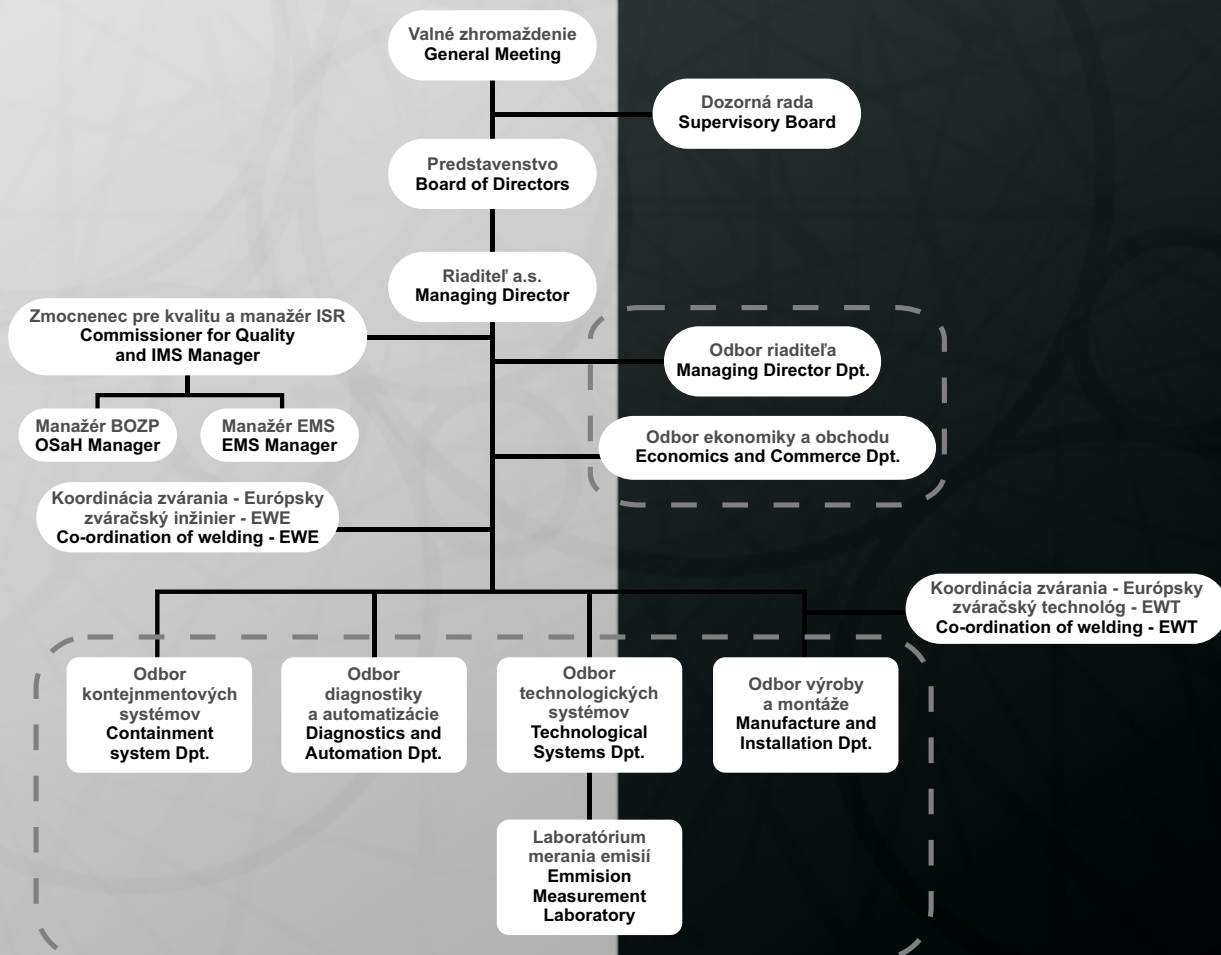 Valné zhromaždenie
General Meeting
Dozorná rada
Supervisory Board
Predstavenstvo
Board of Directors
Riaditeľ a.s.
Managing Director
Zmocnenec pre kvalitu a manažér ISR
Commissioner for Quality
and IMS Manager
Odbor riaditeľa
Managing Director Dpt.
Manažér BOZP
OSaH Manager
Manažér EMS
EMS Manager
Odbor ekonomiky a obchodu
Economics and Commerce Dpt.
Koordinácia zvárania - Európsky
zváračský inžinier - EWE
Co-ordination of welding - EWE
Koordinácia zvárania - Európsky
zváračský technológ - EWT
Co-ordination of welding - EWT
Odbor
kontejnmentových
systémov
Containment
system Dpt.
Odbor
diagnostiky
a automatizácie
Diagnostics and
Automation Dpt.
Odbor
technologických
systémov
Technological
Systems Dpt.
Odbor výroby
a montáže
Manufacture and
Installation Dpt.
Laboratórium
merania emisií
Emmision
Measurement
Laboratory